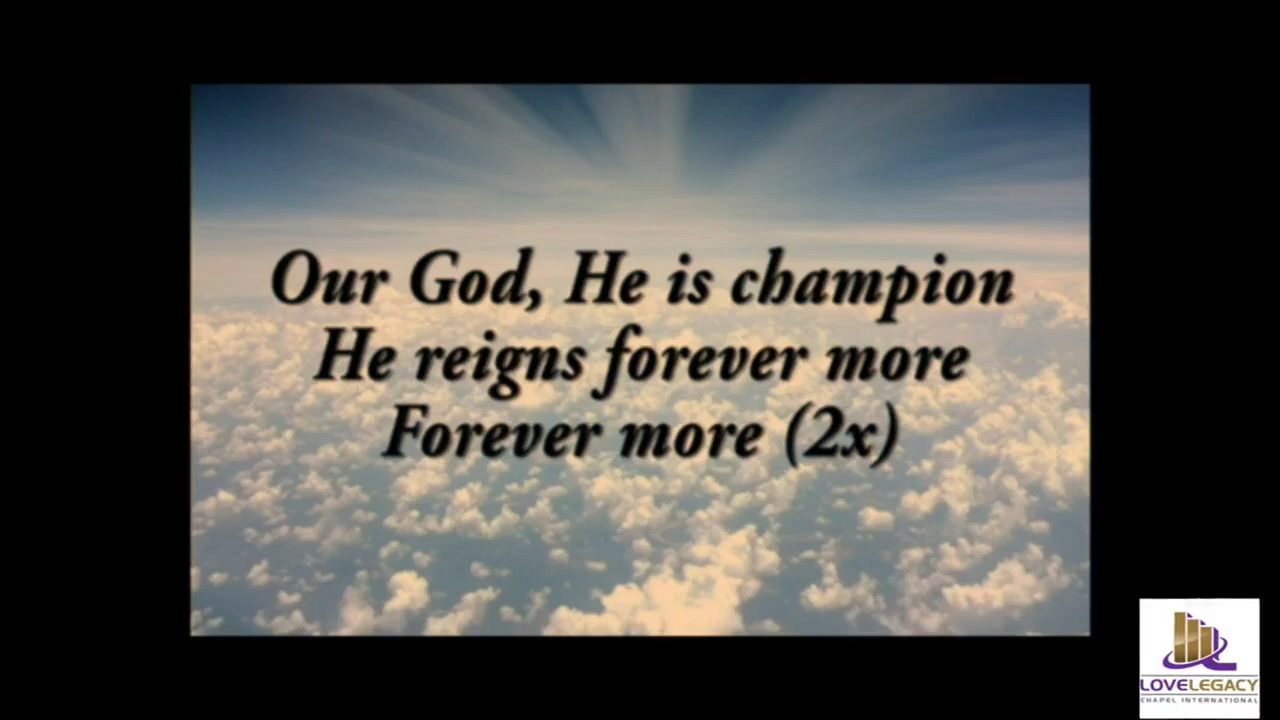 Our God, He is champion
He reigns forever more
Forever more (2x)
LOVELEGACY
CHAPEL INTERNATIONAL